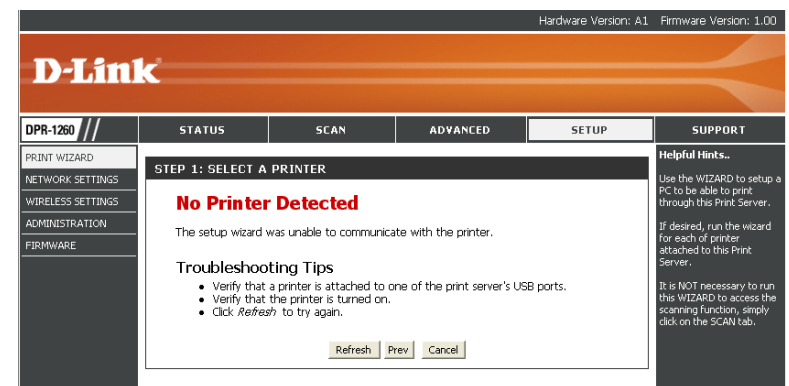 Hardware Version: A1 Firmware Version: 1.00
D-Link
DPR-1260
STATUS
SCAN
ADVANCED
SETUP
SUPPORT
PRINT WIZARD
NETWORK SETTINGS
WIRELESS SETTINGS
ADMINISTRATION
FIRMWARE
STEP 1: SELECT A PRINTER
No Printer Detected
The setup wizard was unable to communicate with the printer.
Troubleshooting Tips
Verify that a printer is attached to one of the print server's USB ports.
Verify that the printer is turned on.
Click Refresh to try again.
Refresh
Prev
Cancel
Helpful Hints..
Use the WIZARD to setup a
PC to be able to print
through this Print Server.
If desired, run the wizard
for each of printer
attached to this Print
Server.
It is NOT necessary to run
this WIZARD to access the
scanning function, simply
click on the SCAN tab.